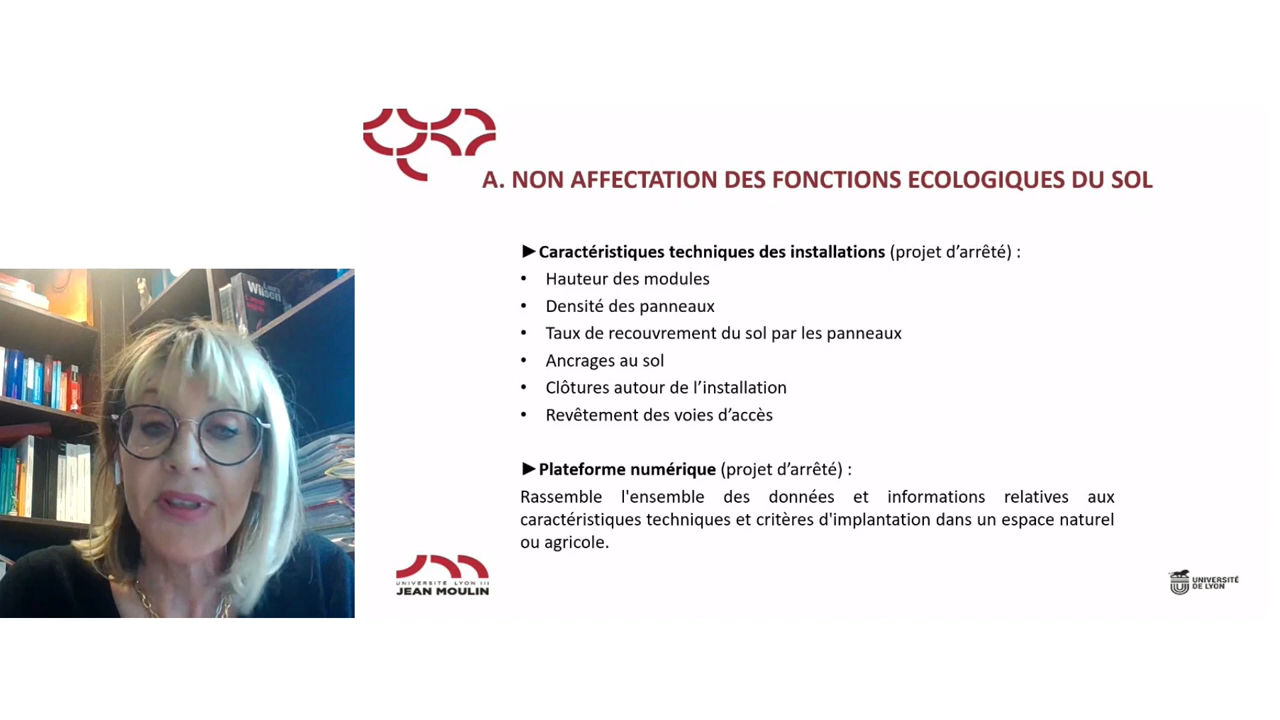 A. NON AFFECTATION DES FONCTIONS ECOLOGIQUES DU SOL
►Caractéristiques techniques des installations (projet d’arrêté) :
• Hauteur des modules
• Densité des panneaux
• Taux de recouvrement du sol par les panneaux
• Ancrages au sol
• Clôtures autour de l’installation
• Revêtement des voies d’accès
►Plateforme numérique (projet d’arrêté) :
Rassemble l'ensemble des données et informations relatives aux
caractéristiques techniques et critères d'implantation dans un espace naturel
ou agricole.
Wilson
UNIVERSITÉ LYON III
JEAN MOULIN
UNIVERSITÉ
DE LYON